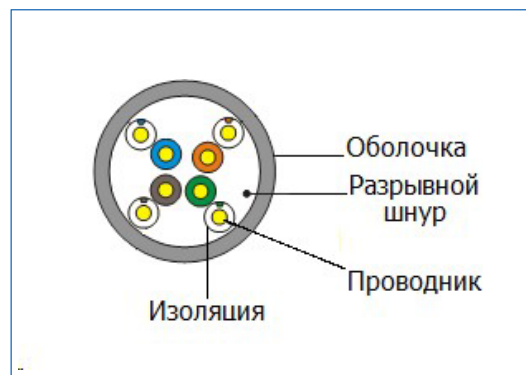 Оболочка
Разрывной
шнур
Проводник
Изоляция